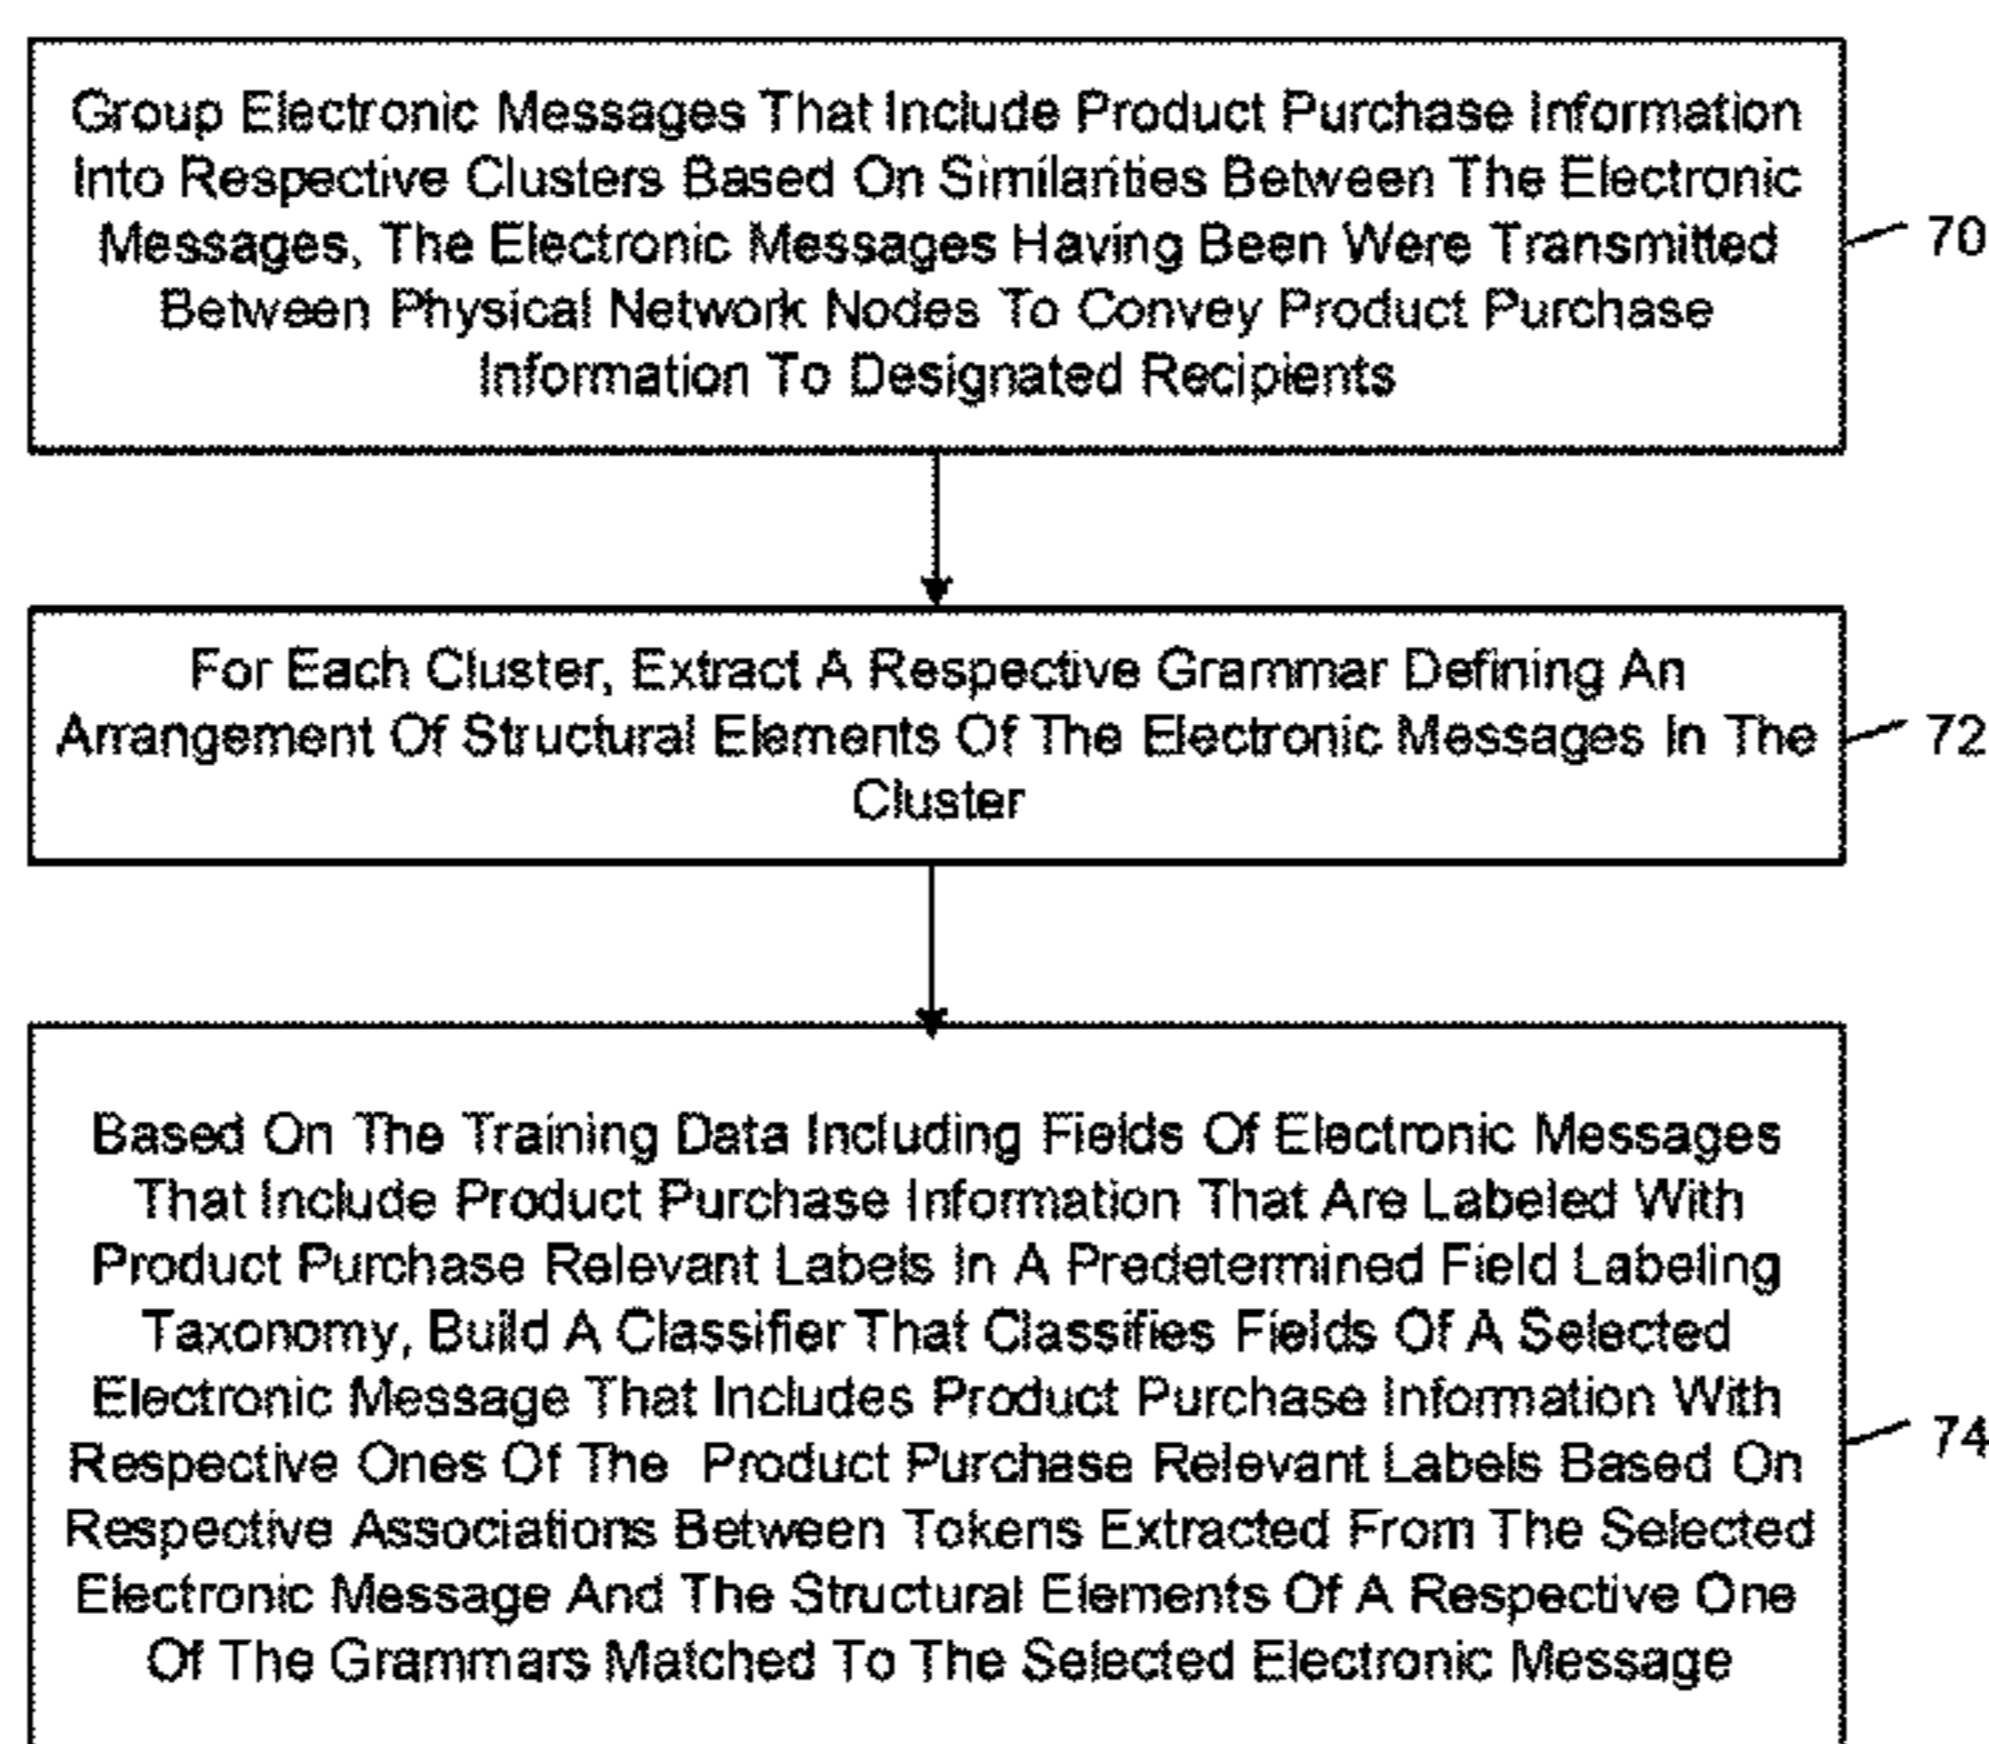 Group Electronic Messages That Include Product Purchase Information
Into Respective Clusters Based On Similarities Between The Electronic
Messages, The Electronic Messages Having Been Were Transmitted
Between Physical Network Nodes To Convey Product Purchase
Information To Designated Recipients
70
For Each Cluster, Extract A Respective Grammar Defining An
Arrangement Of Structural Elements Of The Electronic Messages In The
Cluster
72
Based On The Training Data Including Fields Of Electronic Messages
That Include Product Purchase Information That Are Labeled With
Product Purchase Relevant Labels In A Predetermined Field Labeling
Taxonomy, Build A Classifier That Classifies Fields Of A Selected
Electronic Message That Includes Product Purchase Information With
Respective Ones Of The Product Purchase Relevant Labels Based On
Respective Associations Between Tokens Extracted From The Selected
Electronic Message And The Structural Elements Of A Respective One
Of The Grammars Matched To The Selected Electronic Message
74